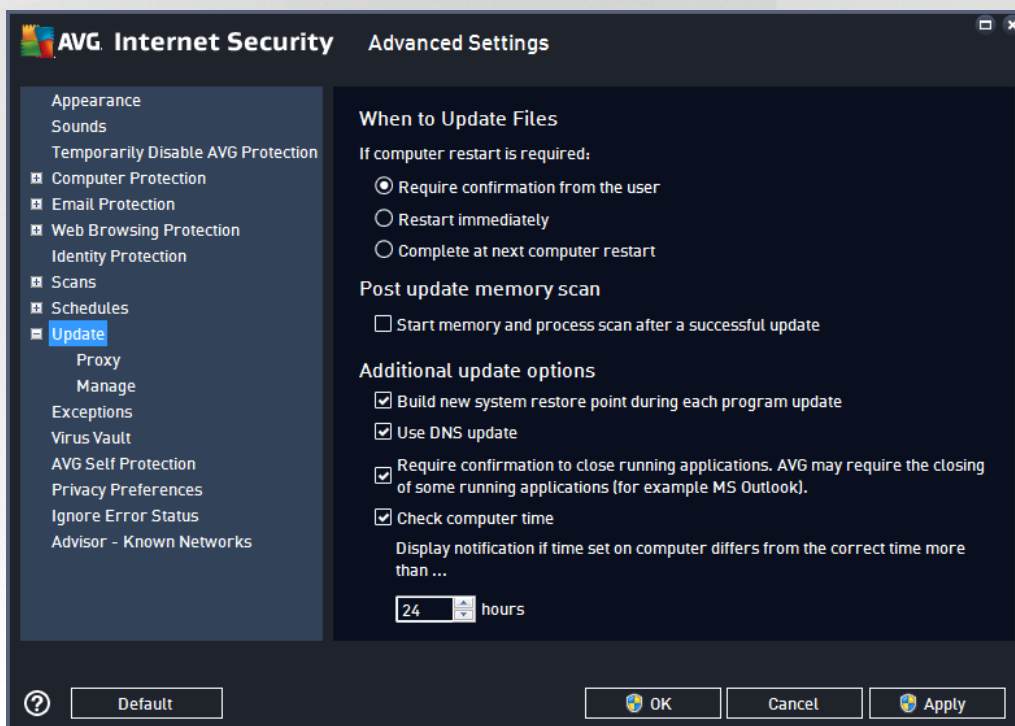 AVG. Internet Security
Advanced Settings
Appearance
Sounds
Temporarily Disable AVG Protection
Computer Protection
Email Protection
Web Browsing Protection
Identity Protection
Scans
Schedules
Update
Proxy
Manage
Exceptions
Virus Vault
AVG Self Protection
Privacy Preferences
Ignore Error Status
Advisor - Known Networks
When to Update Files
If computer restart is required:
Require confirmation from the user
Restart immediately
Complete at next computer restart
Post update memory scan
Start memory and process scan after a successful update
Additional update options
Build new system restore point during each program update
Use DNS update
Require confirmation to close running applications. AVG may require the closing
of some running applications (for example MS Outlook).
Check computer time
Display notification if time set on computer differs from the correct time more
than ...
24 hours
? Default OK Cancel Apply